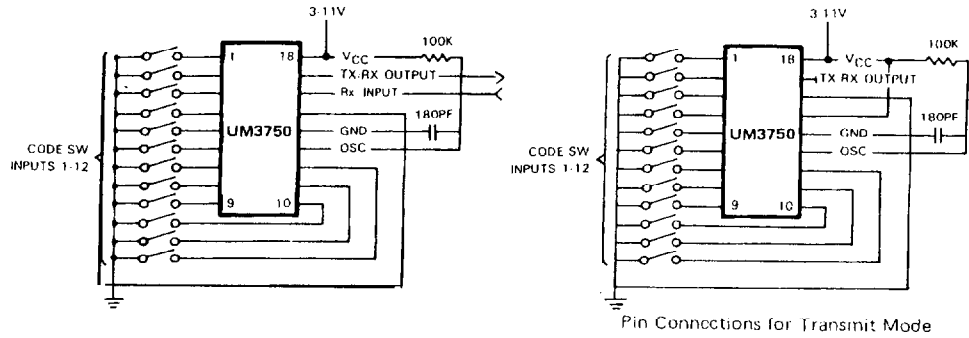 3-11V
100K
1 18 VCC
TX-RX OUTPUT
Rx INPUT
180PF
UM3750 GND
OSC
CODE SW
INPUTS 1-12
9 10
3-11V
100K
1 18 VCC
TX-RX OUTPUT
180PF
UM3750 GND
OSC
CODE SW
INPUTS 1-12
9 10
Pin Connections for Transmit Mode